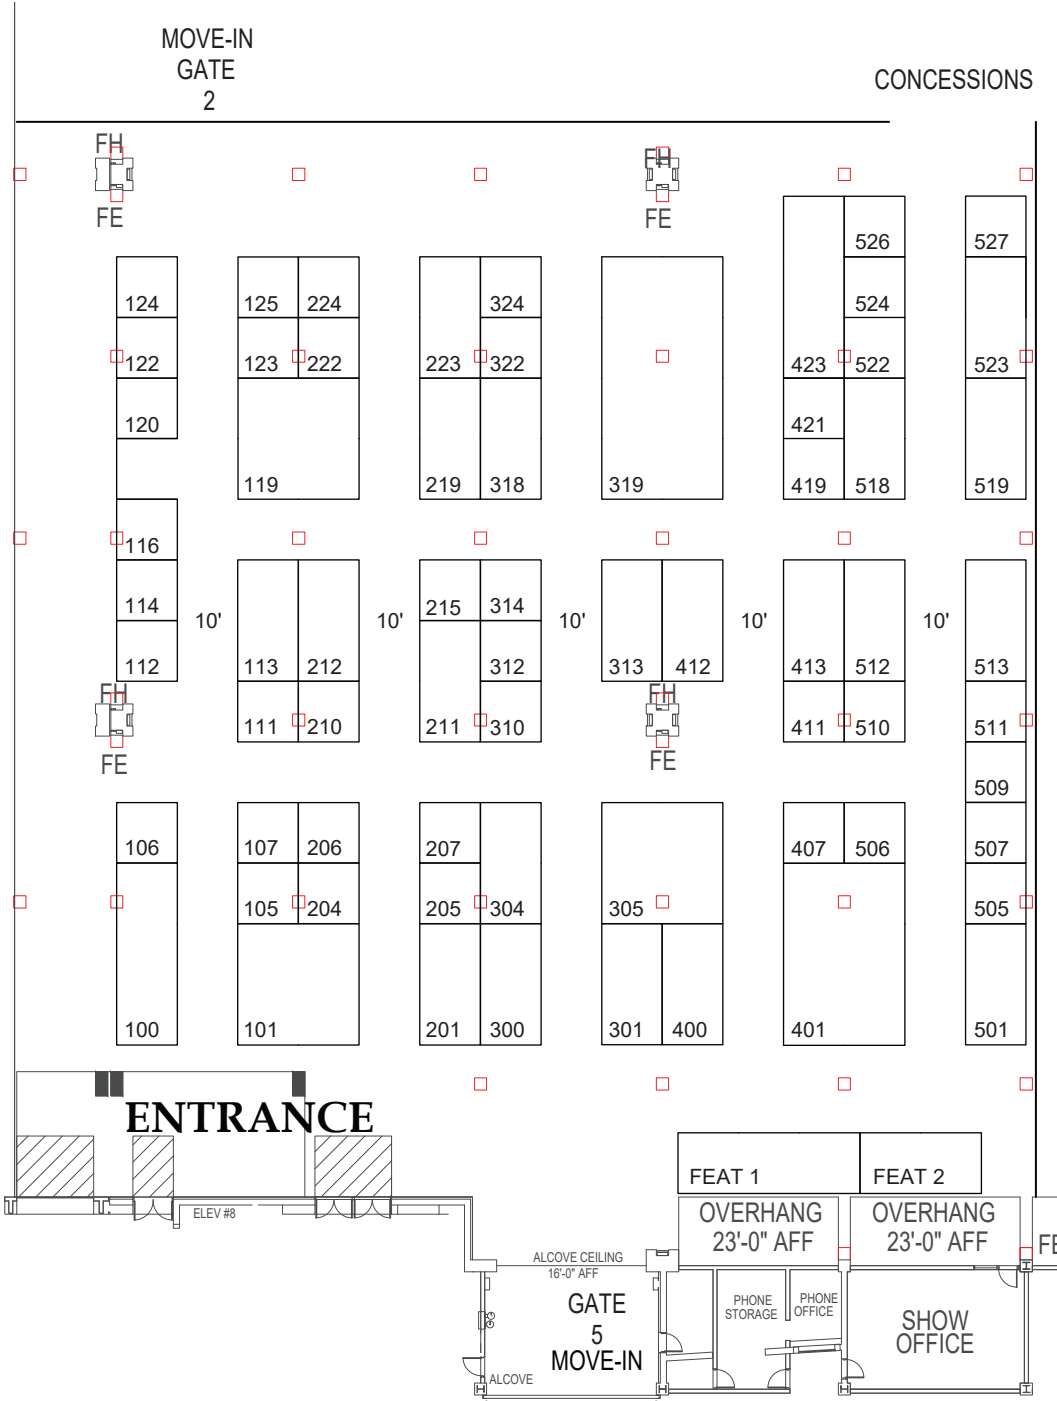 MOVE-IN
GATE
2
CONCESSIONS
FH
FH
FE
FE
526
527
124
125
224
324
524
122
123
222
223
322
423
522
523
120
421
119
219
318
319
419
518
519
116
114
10'
10'
215
314
10'
10'
10'
112
113
212
312
313
412
413
512
513
FH
FH
111
210
211
310
411
510
511
FE
FE
509
106
107
206
207
407
506
507
105
204
205
304
305
505
100
101
201
300
301
400
401
501
ENTRANCE
FEAT 1
FEAT 2
ELEV #8
OVERHANG
23'-0" AFF
OVERHANG
23'-0" AFF
FE
ALCOVE CEILING
16'-0" AFF
GATE
5
MOVE-IN
ALCOVE
PHONE
STORAGE
PHONE
OFFICE
SHOW
OFFICE